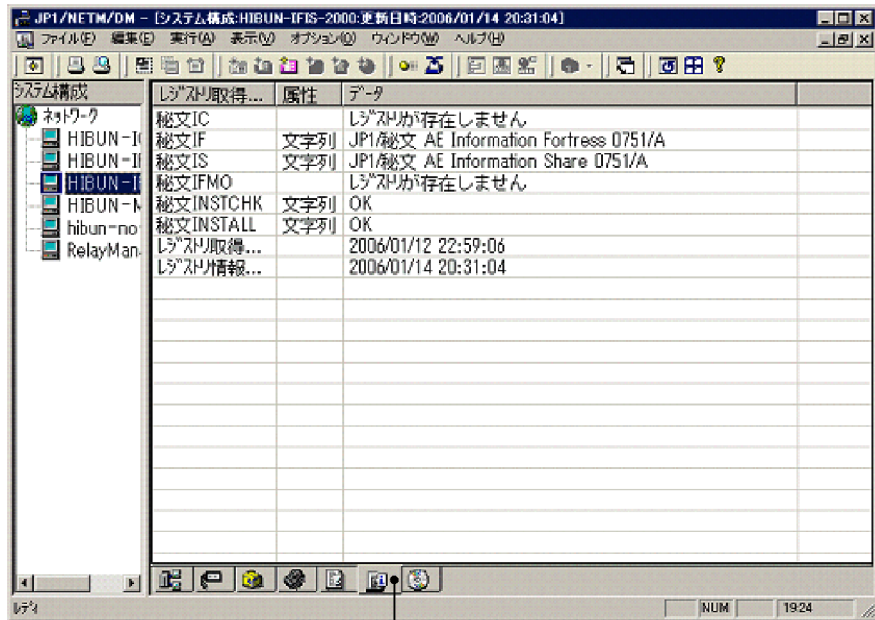 JP1/NETM/DM - [システム構成:HIBUN-IFIS-2000:更新日時:2006/01/14 20:31:04]
ファイル(F) 編集(E) 実行(A) 表示(V) オプション(O) ウィンドウ(W) ヘルプ(H)
システム構成
ネットワーク
HIBUN-IC
HIBUN-IF
HIBUN-I
HIBUN-M
hibun-no
RelayMan
レジストリ取得... 属性 データ
秘文IC レジストリが存在しません
秘文IF 文字列 JP1/秘文 AE Information Fortress 0751/A
秘文IS 文字列 JP1/秘文 AE Information Share 0751/A
秘文IFMO レジストリが存在しません
秘文INSTCHK 文字列 OK
秘文INSTALL 文字列 OK
レジストリ取得... 2006/01/12 22:59:06
レジストリ情報... 2006/01/14 20:31:04
レディ NUM 19:24